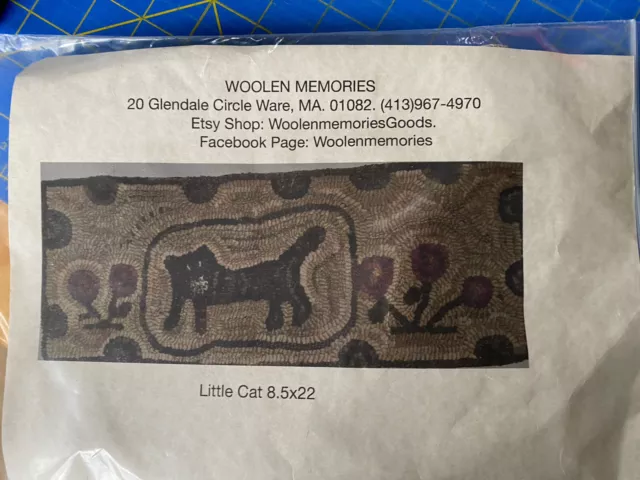 WOOLEN MEMORIES
20 Glendale Circle Ware, MA. 01082. (413)967-4970
Etsy Shop: WoolenmemoriesGoods.
Facebook Page: Woolenmemories
Little Cat 8.5x22